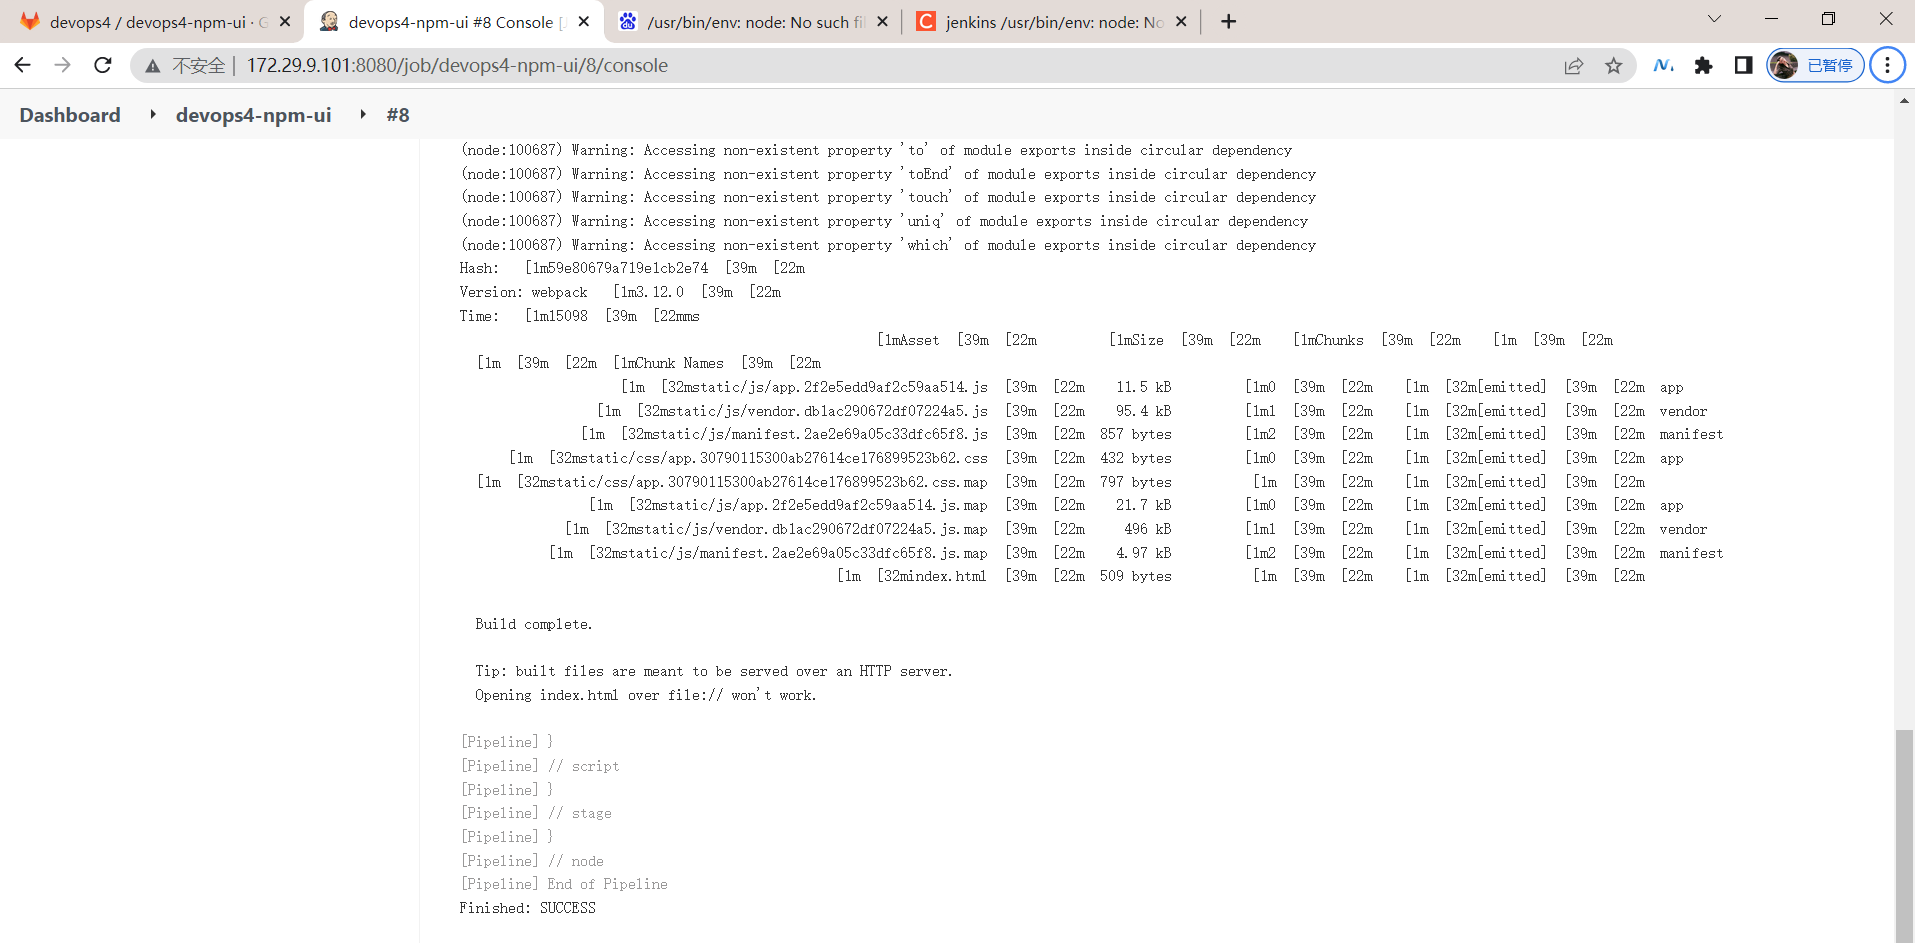 devops4 / devops4-npm-ui · G
devops4-npm-ui #8 Console [J
/usr/bin/env: node: No such fi
jenkins /usr/bin/env: node: No
不安全 | 172.29.9.101:8080/job/devops4-npm-ui/8/console
已暂停
Dashboard devops4-npm-ui #8
(node:100687) Warning: Accessing non-existent property 'to' of module exports inside circular dependency
(node:100687) Warning: Accessing non-existent property 'toEnd' of module exports inside circular dependency
(node:100687) Warning: Accessing non-existent property 'touch' of module exports inside circular dependency
(node:100687) Warning: Accessing non-existent property 'uniq' of module exports inside circular dependency
(node:100687) Warning: Accessing non-existent property 'which' of module exports inside circular dependency
Hash: [1m59e80679a719e1cb2e74 [39m [22m
Version: webpack [1m3.12.0 [39m [22m
Time: [1m15098 [39m [22mms
[1mAsset [39m [22m [1mSize [39m [22m [1mChunks [39m [22m [1m [39m [22m
[1m [39m [22m [1mChunk Names [39m [22m
[1m [32mstatic/js/app.2f2e5edd9af2c59aa514.js [39m [22m 11.5 kB [1m0 [39m [22m [1m [32m[emitted] [39m [22m app
[1m [32mstatic/js/vendor.db1ac290672df07224a5.js [39m [22m 95.4 kB [1m1 [39m [22m [1m [32m[emitted] [39m [22m vendor
[1m [32mstatic/js/manifest.2ae2e69a05c33dfc65f8.js [39m [22m 857 bytes [1m2 [39m [22m [1m [32m[emitted] [39m [22m manifest
[1m [32mstatic/css/app.30790115300ab27614ce176899523b62.css [39m [22m 432 bytes [1m0 [39m [22m [1m [32m[emitted] [39m [22m app
[1m [32mstatic/css/app.30790115300ab27614ce176899523b62.css.map [39m [22m 797 bytes [1m [39m [22m [1m [32m[emitted] [39m [22m
[1m [32mstatic/js/app.2f2e5edd9af2c59aa514.js.map [39m [22m 21.7 kB [1m0 [39m [22m [1m [32m[emitted] [39m [22m app
[1m [32mstatic/js/vendor.db1ac290672df07224a5.js.map [39m [22m 496 kB [1m1 [39m [22m [1m [32m[emitted] [39m [22m vendor
[1m [32mstatic/js/manifest.2ae2e69a05c33dfc65f8.js.map [39m [22m 4.97 kB [1m2 [39m [22m [1m [32m[emitted] [39m [22m manifest
[1m [32mindex.html [39m [22m 509 bytes [1m [39m [22m [1m [32m[emitted] [39m [22m
Build complete.
Tip: built files are meant to be served over an HTTP server.
Opening index.html over file:// won't work.
[Pipeline] }
[Pipeline] // script
[Pipeline] }
[Pipeline] // stage
[Pipeline] }
[Pipeline] // node
[Pipeline] End of Pipeline
Finished: SUCCESS